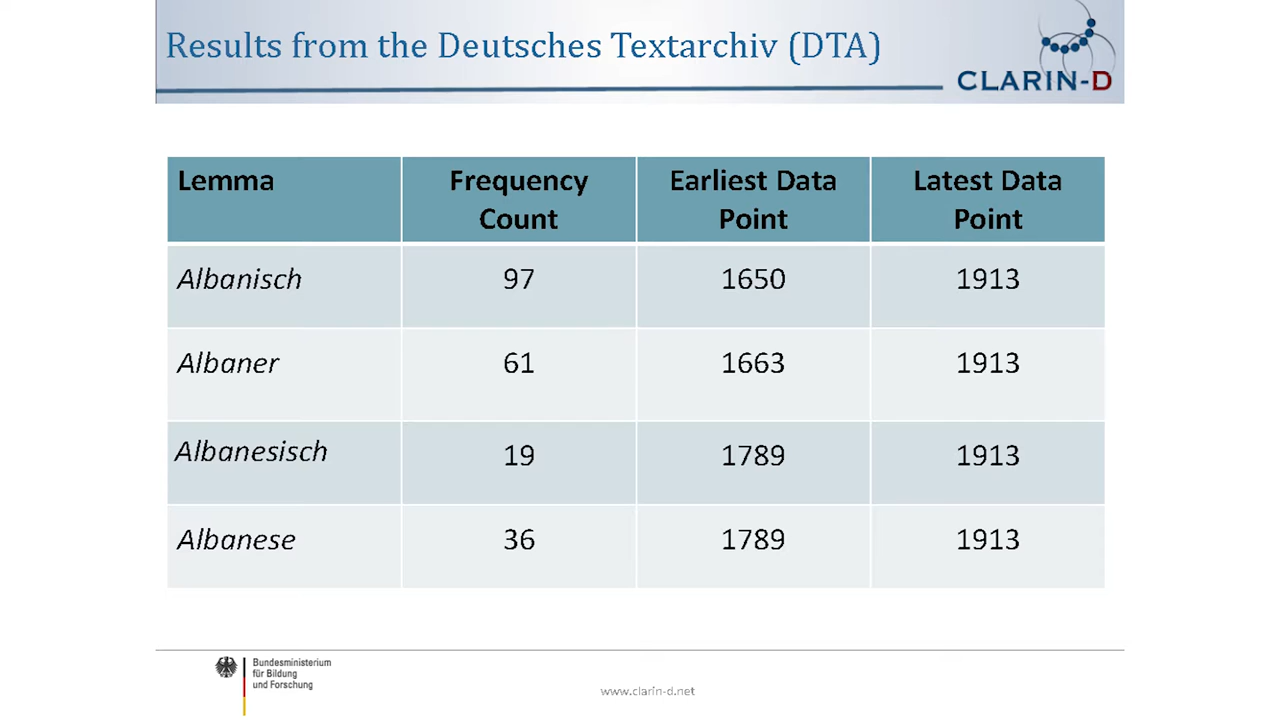 Results from the Deutsches Textarchiv (DTA)
CLARIN-D
Lemma
Frequency Count
Earliest Data Point
Latest Data Point
Albanisch 97 1650 1913
Albaner 61 1663 1913
Albanesisch 19 1789 1913
Albanese 36 1789 1913
Bundesministerium
für Bildung
und Forschung
www.clarin-d.net